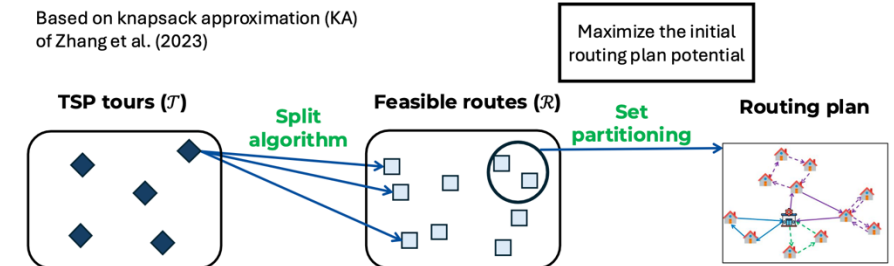 Based on knapsack approximation (KA)
of Zhang et al. (2023)
Maximize the initial
routing plan potential
TSP tours (𝒯)
Split
algorithm
Feasible routes (ℛ)
Set
partitioning
Routing plan